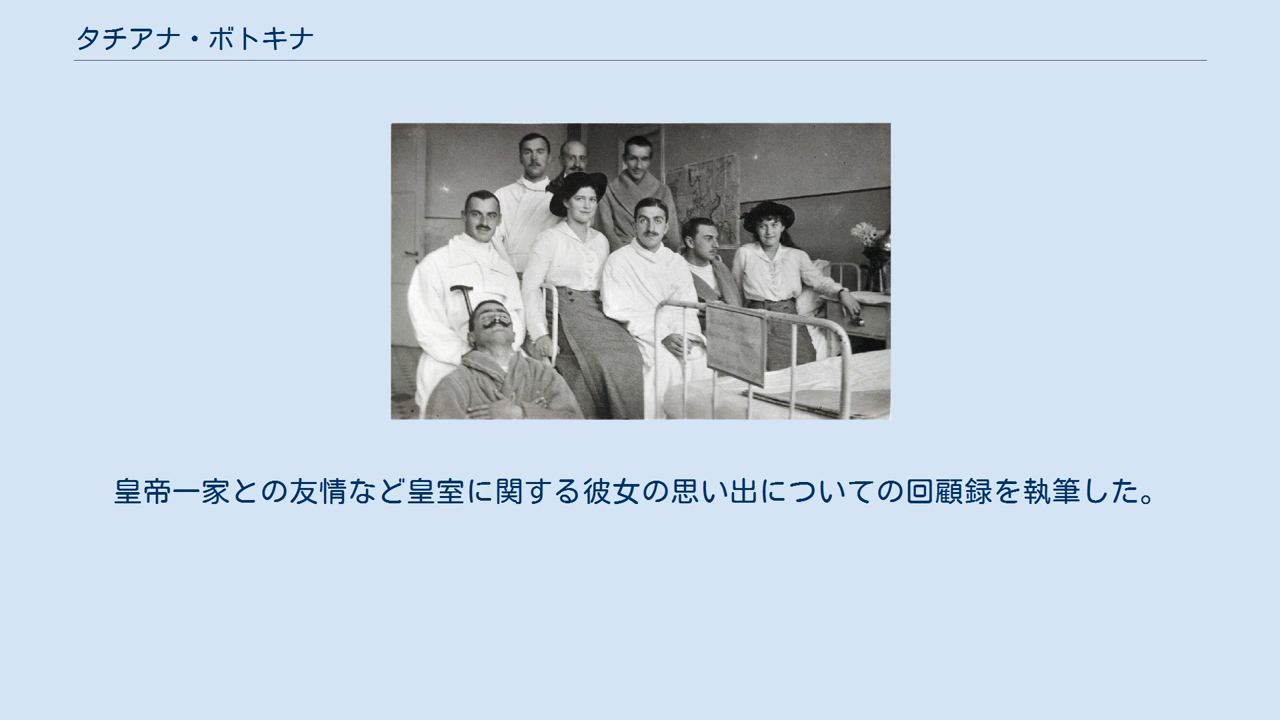 タチアナ・ボトキナ
皇帝一家との友情など皇室に関する彼女の思い出についての回顧録を執筆した。